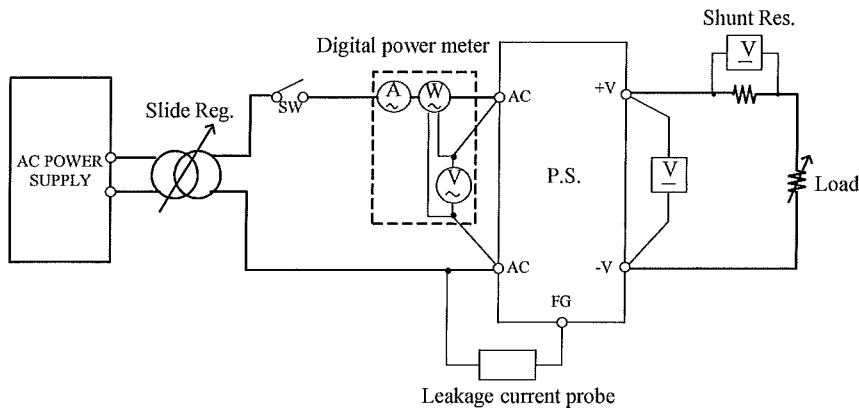 Shunt Res.
V
Digital power meter
A
W
SW
AC
+V
Slide Reg.
AC POWER
SUPPLY
V
P.S.
V
Load
AC
-V
FG
Leakage current probe